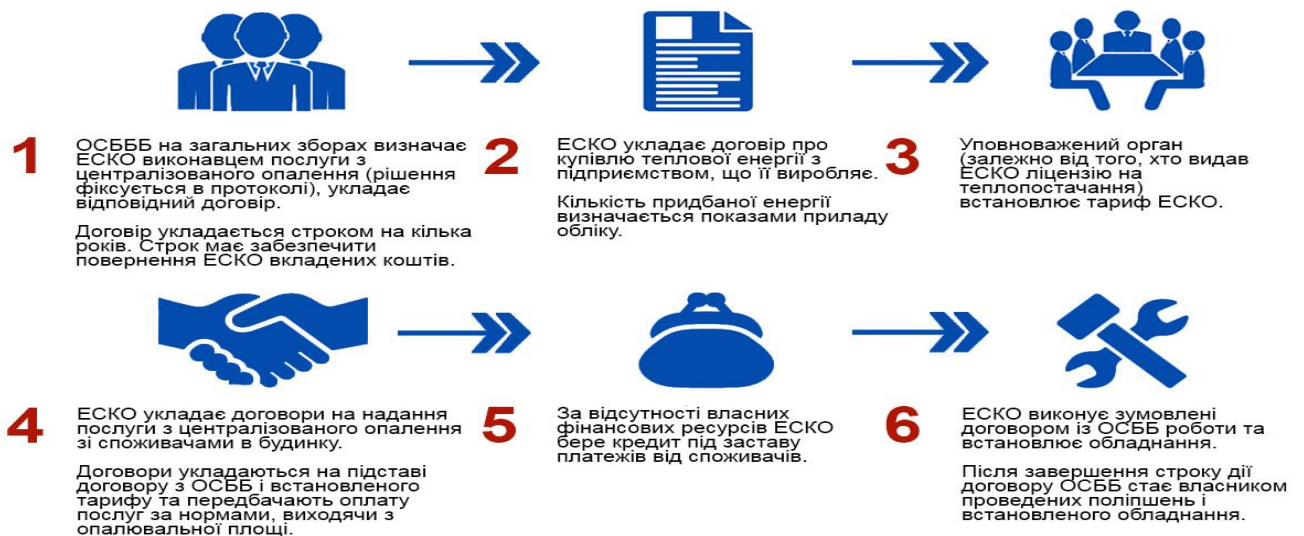 1
ОСБББ на загальних зборах визначає
ЕСКО виконавцем послуги з
централізованого опалення (рішення
фіксується в протоколі), укладає
відповідний договір.
Договір укладається строком на кілька
років. Строк має забезпечити
повернення ЕСКО вкладених коштів.
2
ЕСКО укладає договір про
купівлю теплової енергії з
підприємством, що її виробляє.
Кількість придбаної енергії
визначається показами приладу
обліку.
3
Уповноважений орган
(залежно від того, хто видав
ЕСКО ліцензію на
теплопостачання)
встановлює тариф ЕСКО.
4
ЕСКО укладає договори на надання
послуги з централізованого опалення
зі споживачами в будинку.
Договори укладаються на підставі
договору з ОСББ і встановленого
тарифу та передбачають оплату
послуг за нормами, виходячи з
опалювальної площі.
5
За відсутності власних
фінансових ресурсів ЕСКО
бере кредит під заставу
платежів від споживачів.
6
ЕСКО виконує зумовлені
договором із ОСББ роботи та
встановлює обладнання.
Після завершення строку дії
договору ОСББ стає власником
проведених поліпшень і
встановленого обладнання.